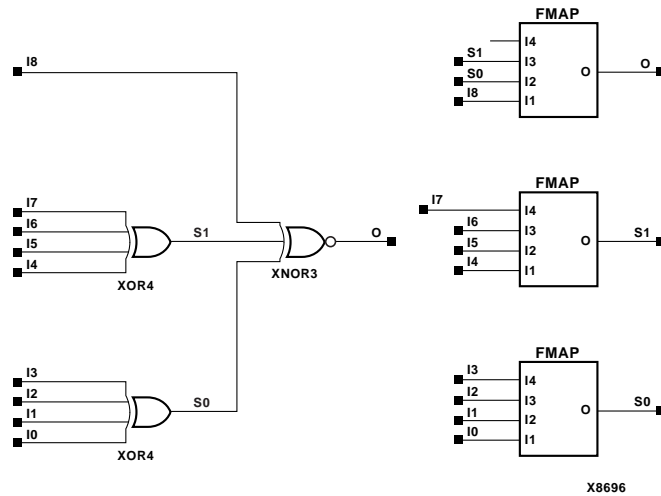 I8
I7
I6
I5
I4
XOR4
S1
XNOR3
O
I3
I2
I1
I0
XOR4
S0
FMAP
I4
S1 I3
S0 I2
I8 I1
O O
FMAP
I7 I4
I6 I3
I5 I2
I4 I1
O S1
FMAP
I3 I4
I2 I3
I1 I2
I0 I1
O S0
X8696